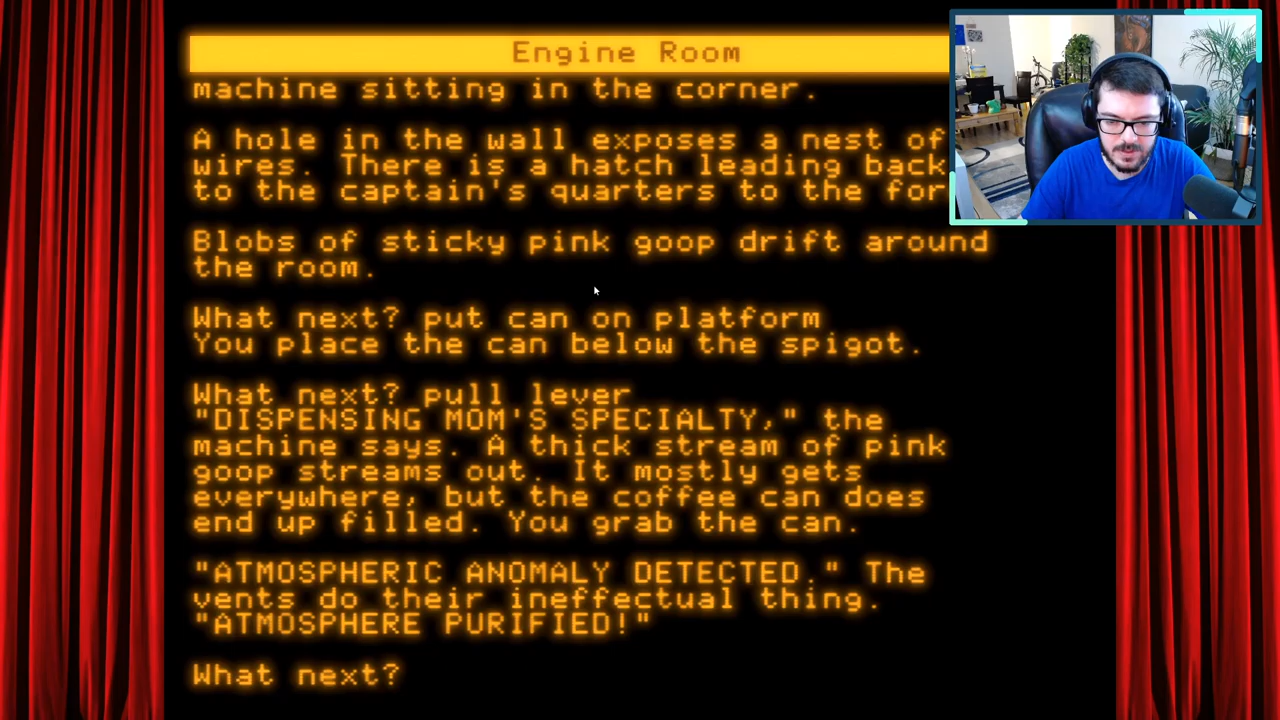 Engine Room
machine sitting in the corner.
A hole in the wall exposes a nest of
wires. There is a hatch leading back
to the captain's quarters to the for
Blobs of sticky pink goop drift around
the room.
What next? put can on platform
You place the can below the spigot.
What next? pull lever
"DISPENSING MOM'S SPECIALTY," the
machine says. A thick stream of pink
goop streams out. It mostly gets
everywhere, but the coffee can does
end up filled. You grab the can.
"ATMOSPHERIC ANOMALY DETECTED." The
vents do their ineffectual thing.
"ATMOSPHERE PURIFIED!"
What next?